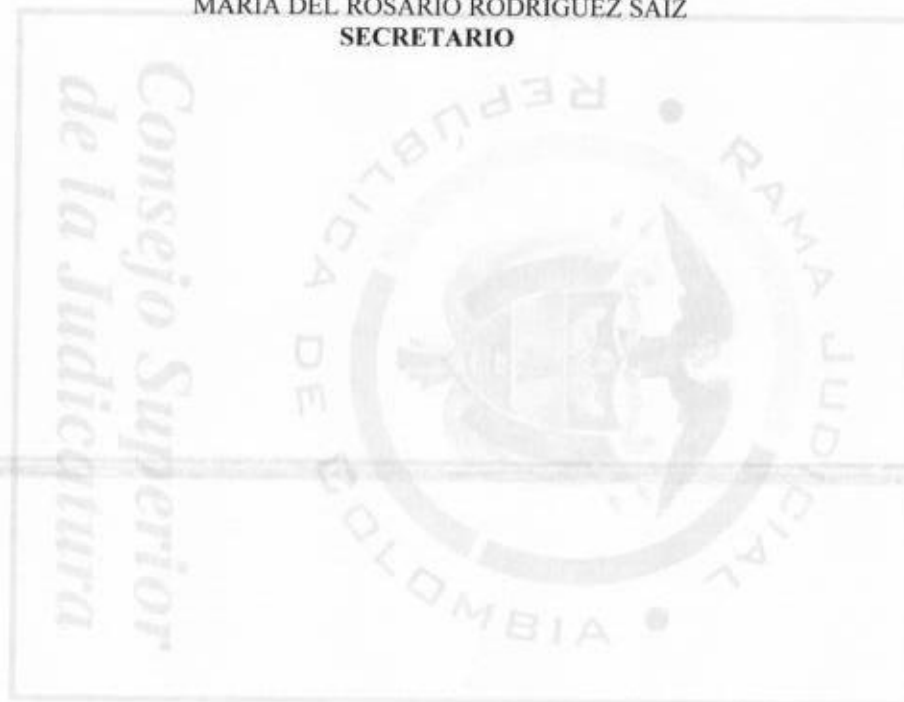 MARIA DEL ROSARIO RODRIGUEZ SAIZ
SECRETARIO
Consejo Superior
de la Judicatura
REPÚBLICA DE COLOMBIA
RAMA JUDICIAL